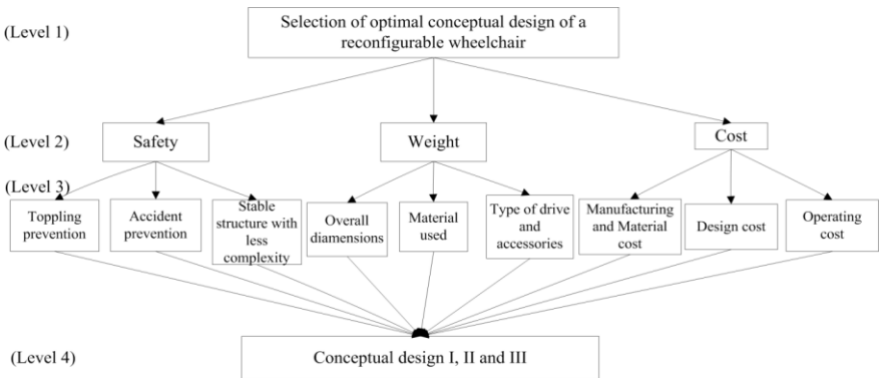 (Level 1)
Selection of optimal conceptual design of a
reconfigurable wheelchair
(Level 2)
Safety
Weight
Cost
(Level 3)
Toppling
prevention
Accident
prevention
Stable
structure with
less
complexity
Overall
diamensions
Material
used
Type of drive
and
accessories
Manufacturing
and Material
cost
Design cost
Operating
cost
(Level 4)
Conceptual design I, II and III